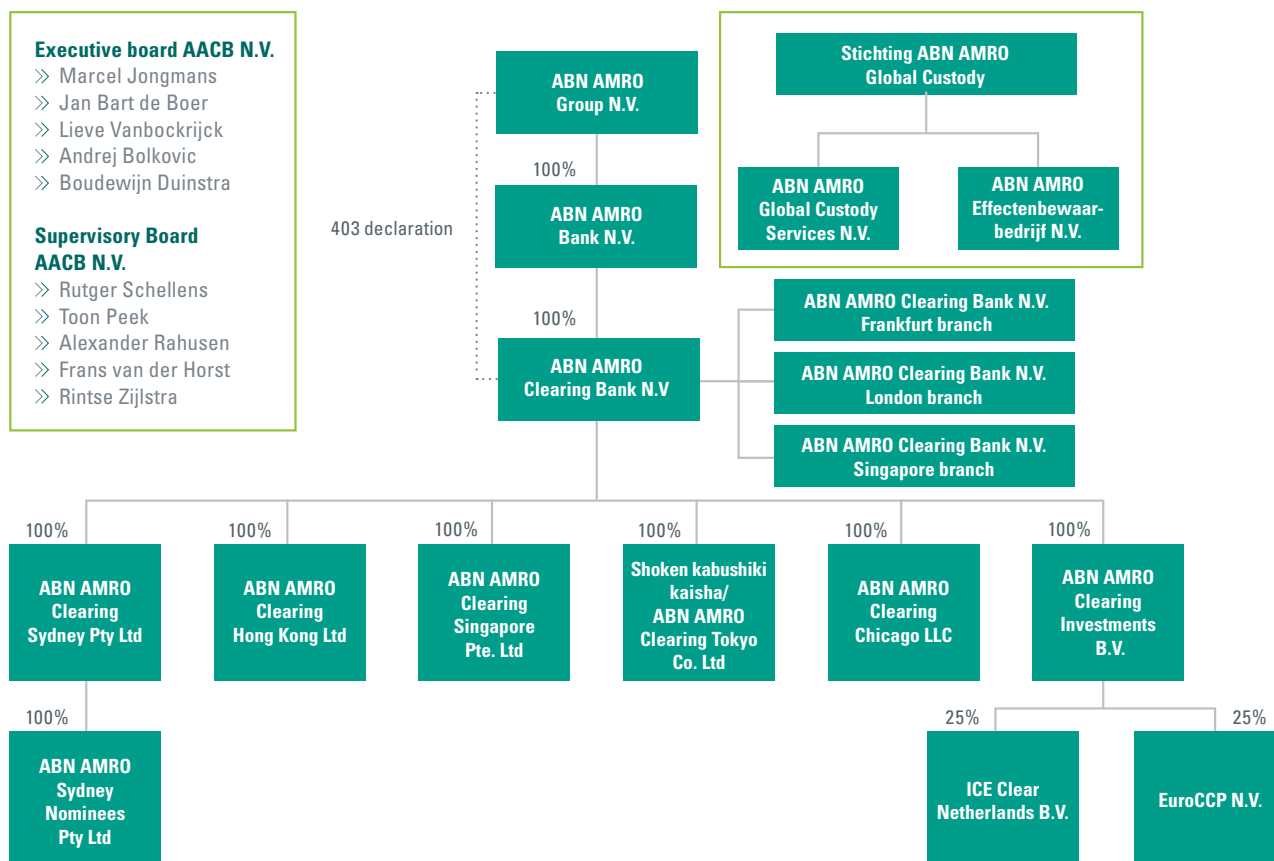 Executive board AACB N.V.
» Marcel Jongmans
» Jan Bart de Boer
» Lieve Vanbockrijck
» Andrej Bolkovic
» Boudewijn Duinstra
Supervisory Board
AACB N.V.
» Rutger Schellens
» Toon Peek
» Alexander Rahusen
» Frans van der Horst
» Rintse Zijlstra
403 declaration
ABN AMRO
Group N.V.
100%
ABN AMRO
Bank N.V.
100%
ABN AMRO
Clearing Bank N.V
Stichting ABN AMRO
Global Custody
ABN AMRO
Global Custody
Services N.V.
ABN AMRO
Effectenbewaar-
bedrijf N.V.
ABN AMRO Clearing Bank N.V.
Frankfurt branch
ABN AMRO Clearing Bank N.V.
London branch
ABN AMRO Clearing Bank N.V.
Singapore branch
100%
ABN AMRO
Clearing
Sydney Pty Ltd
100%
ABN AMRO
Clearing
Hong Kong Ltd
100%
ABN AMRO
Clearing
Singapore
Pte. Ltd
100%
Shoken kabushiki
kaisha/
ABN AMRO
Clearing Tokyo
Co. Ltd
100%
ABN AMRO
Clearing
Chicago LLC
100%
ABN AMRO
Clearing
Investments
B.V.
100%
ABN AMRO
Sydney
Nominees
Pty Ltd
25%
ICE Clear
Netherlands B.V.
25%
EuroCCP N.V.